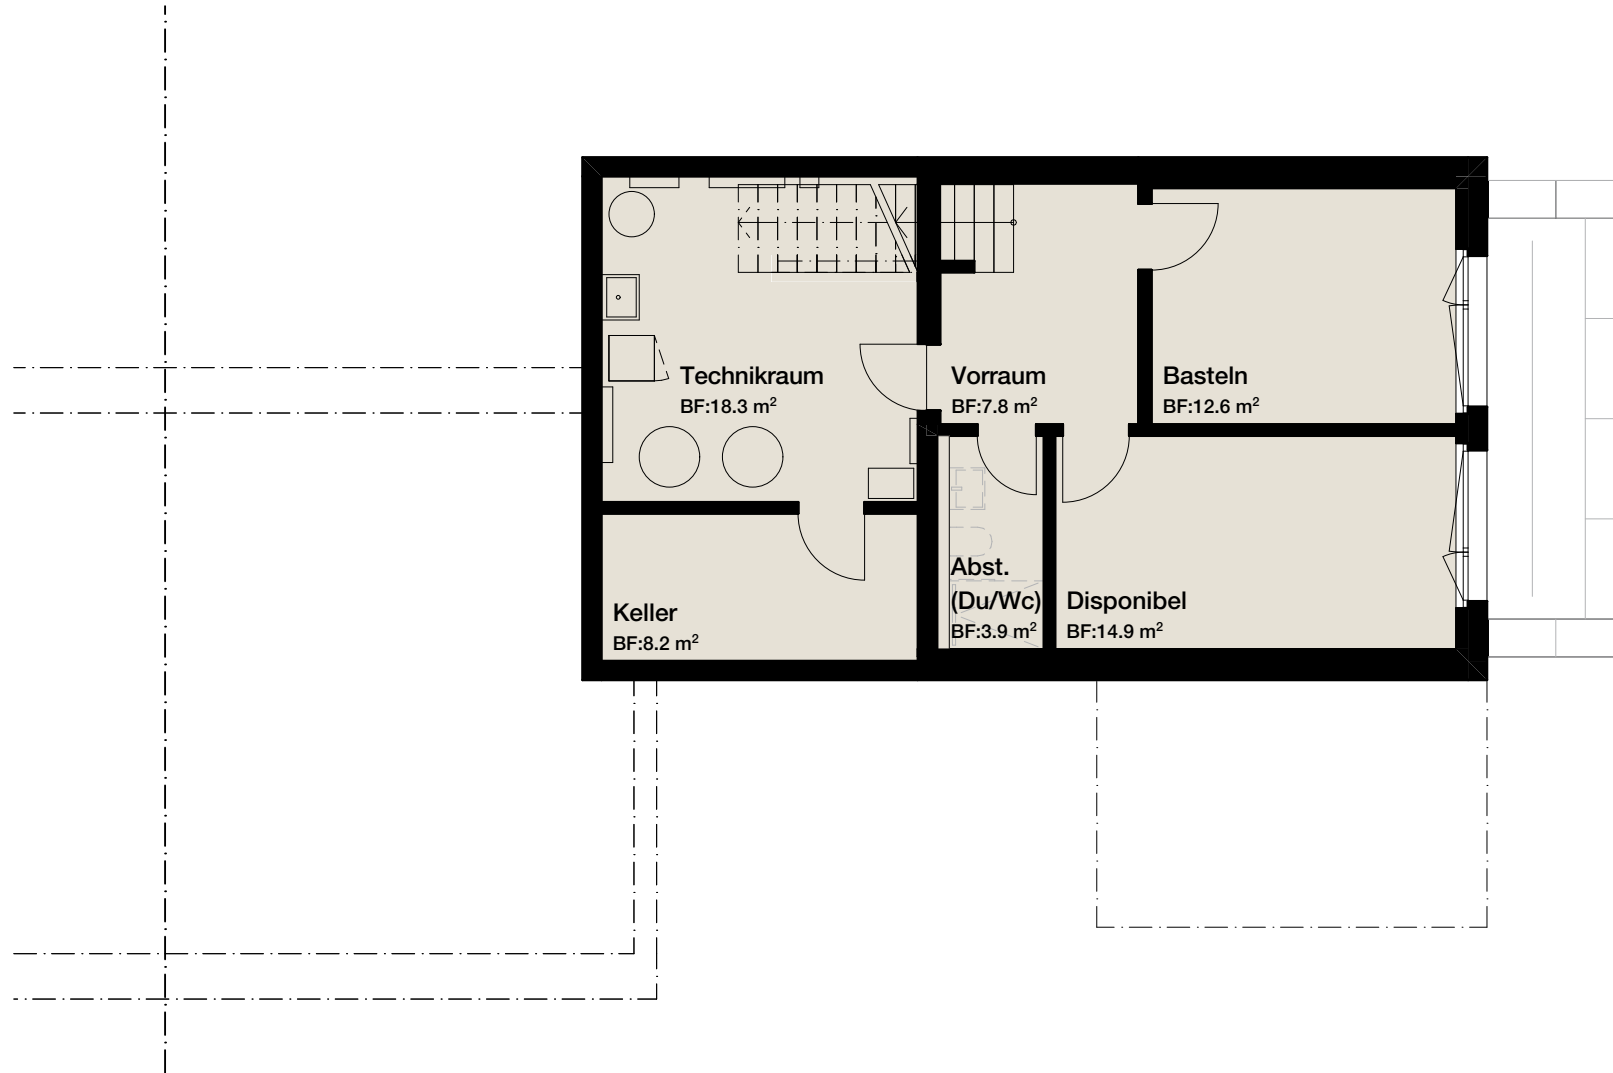 Technikraum
BF:18.3 m²
Vorraum
BF:7.8 m²
Basteln
BF:12.6 m²
Keller
BF:8.2 m²
Abst.
(Du/Wc)
BF:3.9 m²
Disponibel
BF:14.9 m²